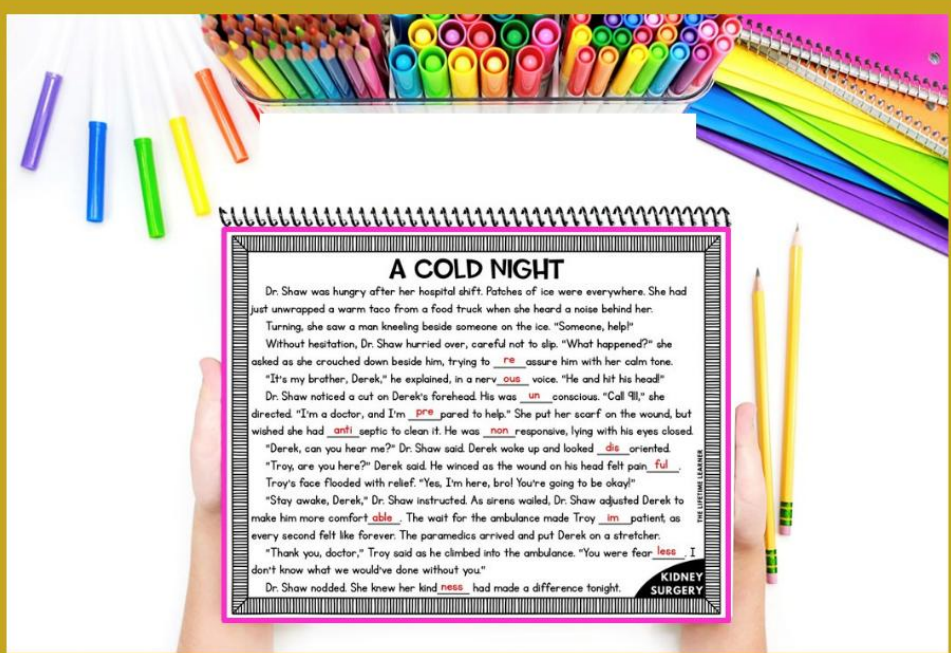 A COLD NIGHT
Dr. Shaw was hungry after her hospital shift. Patches of ice were everywhere. She had
just unwrapped a warm taco from a food truck when she heard a noise behind her.
Turning, she saw a man kneeling beside someone on the ice. "Someone, help!"
Without hesitation, Dr. Shaw hurried over, careful not to slip. "What happened?" she
asked as she crouched down beside him, trying to re assure him with her calm tone.
"It's my brother, Derek," he explained, in a nerv ous voice. "He and hit his head!"
Dr. Shaw noticed a cut on Derek's forehead. His was un conscious. "Call 911," she
directed. "I'm a doctor, and I'm pre pared to help." She put her scarf on the wound, but
wished she had anti septic to clean it. He was non responsive, lying with his eyes closed.
"Derek, can you hear me?" Dr. Shaw said. Derek woke up and looked dis oriented.
"Troy, are you here?" Derek said. He winced as the wound on his head felt pain ful .
Troy's face flooded with relief. "Yes, I'm here, bro! You're going to be okay!"
"Stay awake, Derek," Dr. Shaw instructed. As sirens wailed, Dr. Shaw adjusted Derek to
make him more comfort able . The wait for the ambulance made Troy im patient, as
every second felt like forever. The paramedics arrived and put Derek on a stretcher.
"Thank you, doctor," Troy said as he climbed into the ambulance. "You were fear less . I
don't know what we would've done without you."
Dr. Shaw nodded. She knew her kind ness had made a difference tonight.
THE LIFETIME LEARNER
KIDNEY
SURGERY